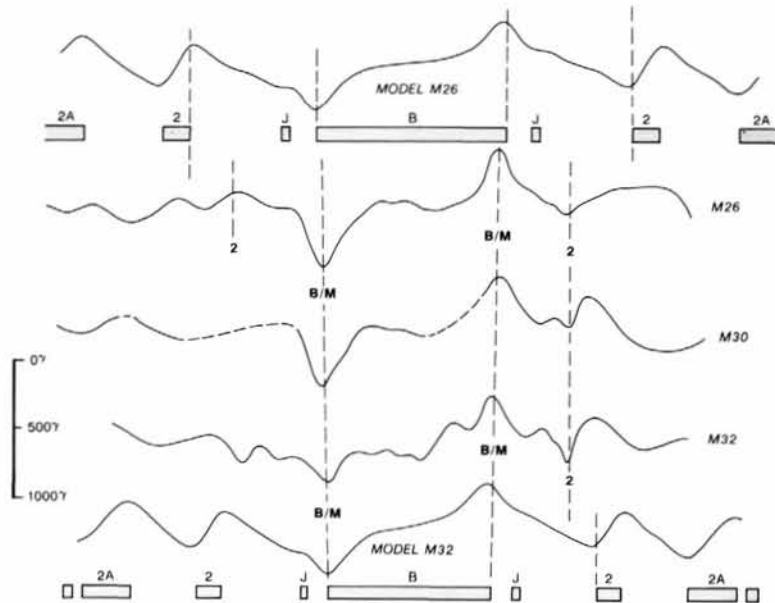 MODEL M26
2A 2 J B J 2 2A
M26
2 B/M 2
B/M
M30
0γ
500γ
M32
B/M
2
1000γ
B/M
MODEL M32
2A 2 J B J 2 2A